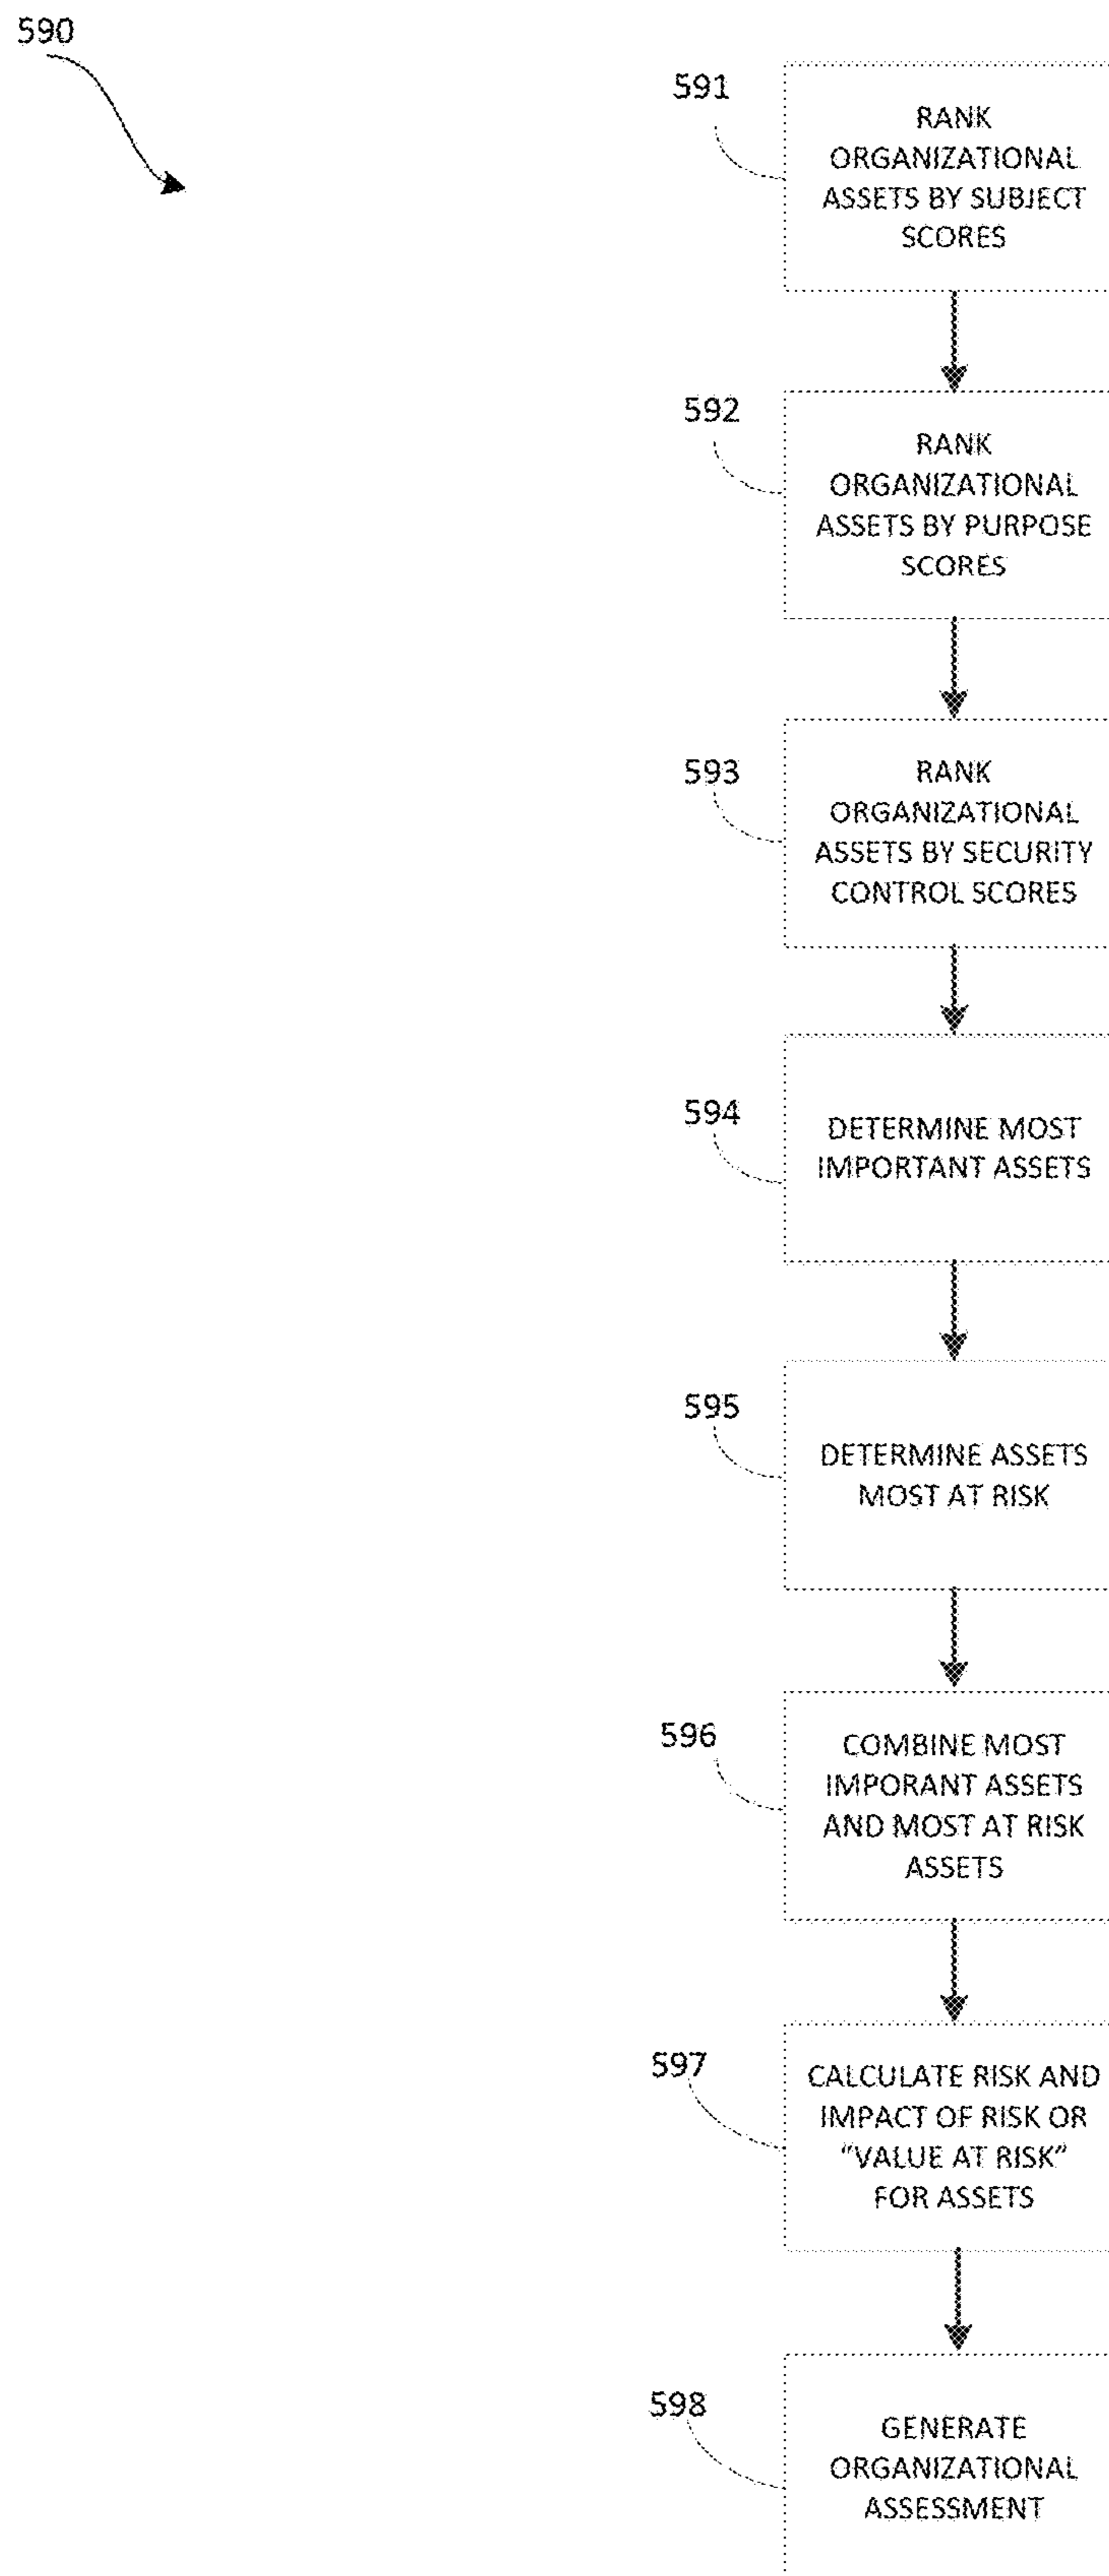 590
591
RANK
ORGANIZATIONAL
ASSETS BY SUBJECT
SCORES
592
RANK
ORGANIZATIONAL
ASSETS BY PURPOSE
SCORES
593
RANK
ORGANIZATIONAL
ASSETS BY SECURITY
CONTROL SCORES
594
DETERMINE MOST
IMPORTANT ASSETS
595
DETERMINE ASSETS
MOST AT RISK
596
COMBINE MOST
IMPORANT ASSETS
AND MOST AT RISK
ASSETS
597
CALCULATE RISK AND
IMPACT OF RISK OR
“VALUE AT RISK”
FOR ASSETS
598
GENERATE
ORGANIZATIONAL
ASSESSMENT